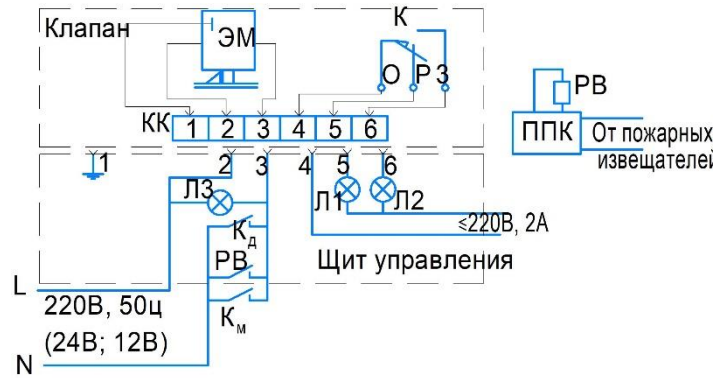 Клапан
ЭМ
К
О Р З
КК 1 2 3 4 5 6
1 2 3 4 5 6
Л3
Л1
Л2
Кд
РВ
Км
≤220В, 2А
Щит управления
L
220В, 50ц
(24В; 12В)
N
РВ
ППК
От пожарных
извещателей